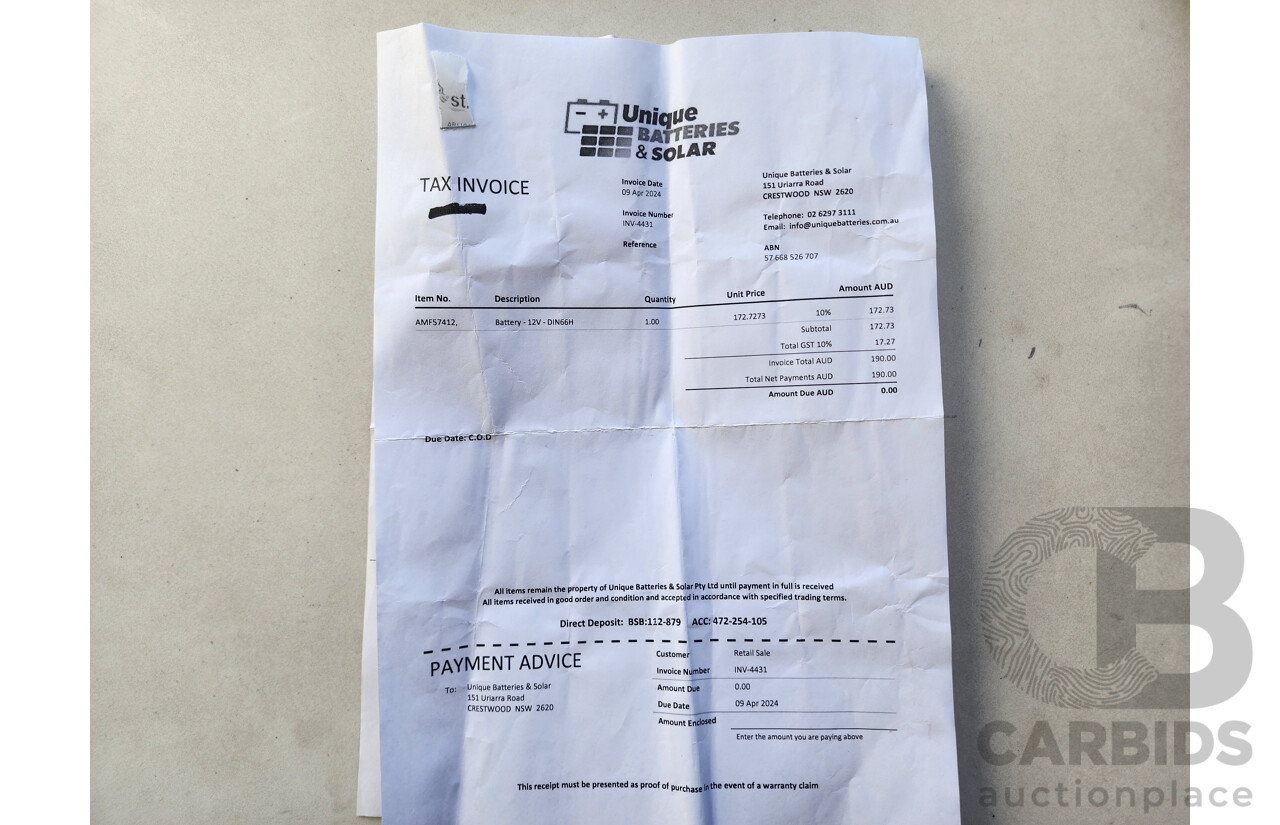 st.
Unique
BATTERIES
& SOLAR
TAX INVOICE
Invoice Date
09 Apr 2024
Invoice Number
INV-4431
Reference
Unique Batteries & Solar
151 Uriarra Road
CRESTWOOD NSW 2620
Telephone: 02 6297 3111
Email: info@uniquebatteries.com.au
ABN
57 668 526 707
Item No. Description Quantity Unit Price Amount AUD
AMF57412, Battery - 12V - DIN66H 1.00 172.7273 10% 172.73
Subtotal 172.73
Total GST 10% 17.27
Invoice Total AUD 190.00
Total Net Payments AUD 190.00
Amount Due AUD 0.00
Due Date: C.O.D
All items remain the property of Unique Batteries & Solar Pty Ltd until payment in full is received
All items received in good order and condition and accepted in accordance with specified trading terms.
Direct Deposit: BSB:112-879 ACC: 472-254-105
PAYMENT ADVICE
To: Unique Batteries & Solar
151 Uriarra Road
CRESTWOOD NSW 2620
Customer Retail Sale
Invoice Number INV-4431
Amount Due 0.00
Due Date 09 Apr 2024
Amount Enclosed
Enter the amount you are paying above
This receipt must be presented as proof of purchase in the event of a warranty claim
CB
CARBIDS
auctionplace